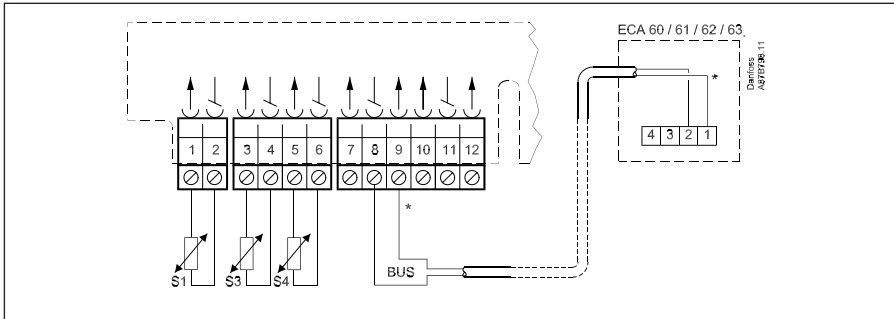 ECA 60 / 61 / 62 / 63
Danfoss
A87B798.11
*
4 3 2 1
1 2 3 4 5 6 7 8 9 10 11 12
*
S1 S3 S4 BUS